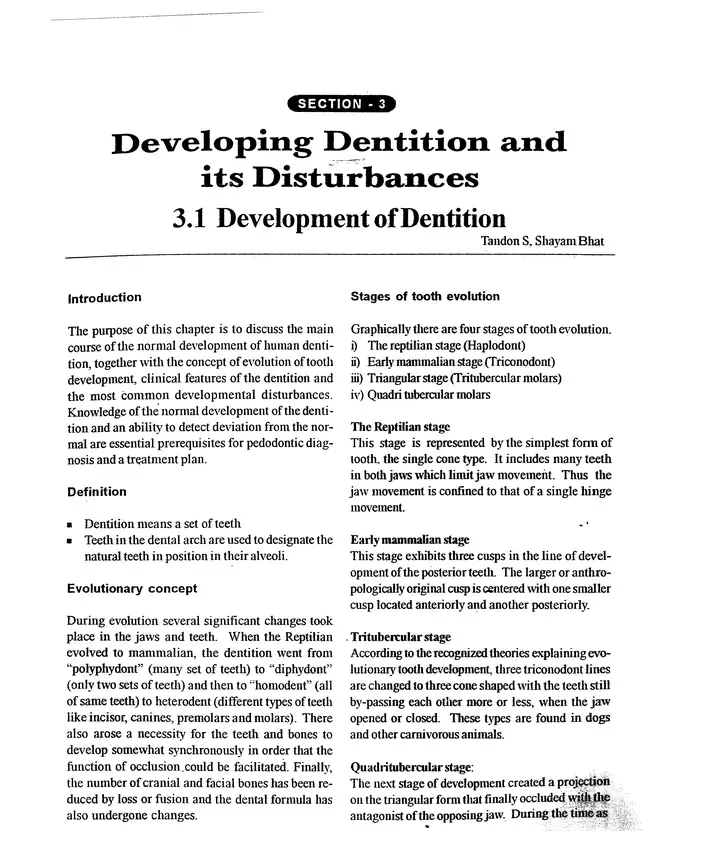 SECTION - 3
Developing Dentition and
its Disturbances
3.1 Development of Dentition
Tandon S, Shayam Bhat
Introduction
The purpose of this chapter is to discuss the main
course of the normal development of human denti-
tion, together with the concept of evolution of tooth
development, clinical features of the dentition and
the most common developmental disturbances.
Knowledge of the normal development of the denti-
tion and an ability to detect deviation from the nor-
mal are essential prerequisites for pedodontic diag-
nosis and a treatment plan.
Definition
■ Dentition means a set of teeth
■ Teeth in the dental arch are used to designate the
natural teeth in position in their alveoli.
Evolutionary concept
During evolution several significant changes took
place in the jaws and teeth. When the Reptilian
evolved to mammalian, the dentition went from
“polyphydont” (many set of teeth) to “diphydont”
(only two sets of teeth) and then to “homodent” (all
of same teeth) to heterodent (different types of teeth
like incisor, canines, premolars and molars). There
also arose a necessity for the teeth and bones to
develop somewhat synchronously in order that the
function of occlusion could be facilitated. Finally,
the number of cranial and facial bones has been re-
duced by loss or fusion and the dental formula has
also undergone changes.
Stages of tooth evolution
Graphically there are four stages of tooth evolution.
i) The reptilian stage (Haplodont)
ii) Early mammalian stage (Triconodont)
iii) Triangular stage (Tritubercular molars)
iv) Quadri tubercular molars
The Reptilian stage
This stage is represented by the simplest form of
tooth, the single cone type. It includes many teeth
in both jaws which limit jaw movement. Thus the
jaw movement is confined to that of a single hinge
movement.
Early mammalian stage
This stage exhibits three cusps in the line of devel-
opment of the posterior teeth. The larger or anthro-
pologically original cusp is centered with one smaller
cusp located anteriorly and another posteriorly.
Tritubercular stage
According to the recognized theories explaining evo-
lutionary tooth development, three triconodont lines
are changed to three cone shaped with the teeth still
by-passing each other more or less, when the jaw
opened or closed. These types are found in dogs
and other carnivorous animals.
Quadritubercular stage:
The next stage of development created a projection
on the triangular form that finally occluded with the
antagonist of the opposing jaw. During the time as